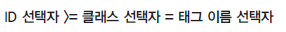 ID 선택자 >= 클래스 선택자 = 태그 이름 선택자